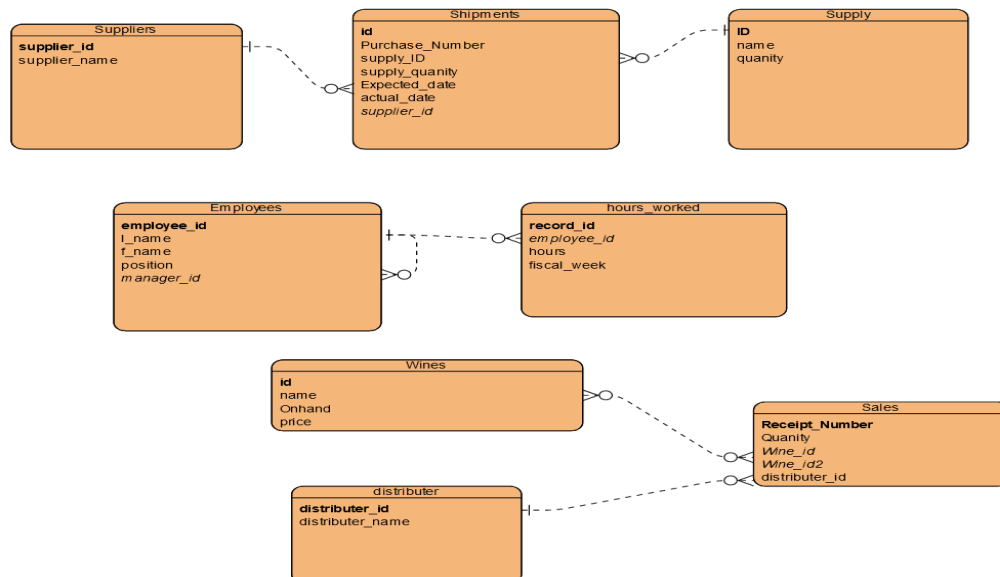 Suppliers
supplier_id
supplier_name
Shipments
id
Purchase_Number
supply_ID
supply_quanity
Expected_date
actual_date
supplier_id
Supply
ID
name
quanity
Employees
employee_id
l_name
f_name
position
manager_id
hours_worked
record_id
employee_id
hours
fiscal_week
Wines
id
name
Onhand
price
Sales
Receipt_Number
Quanity
Wine_id
Wine_id2
distributer_id
distributer
distributer_id
distributer_name